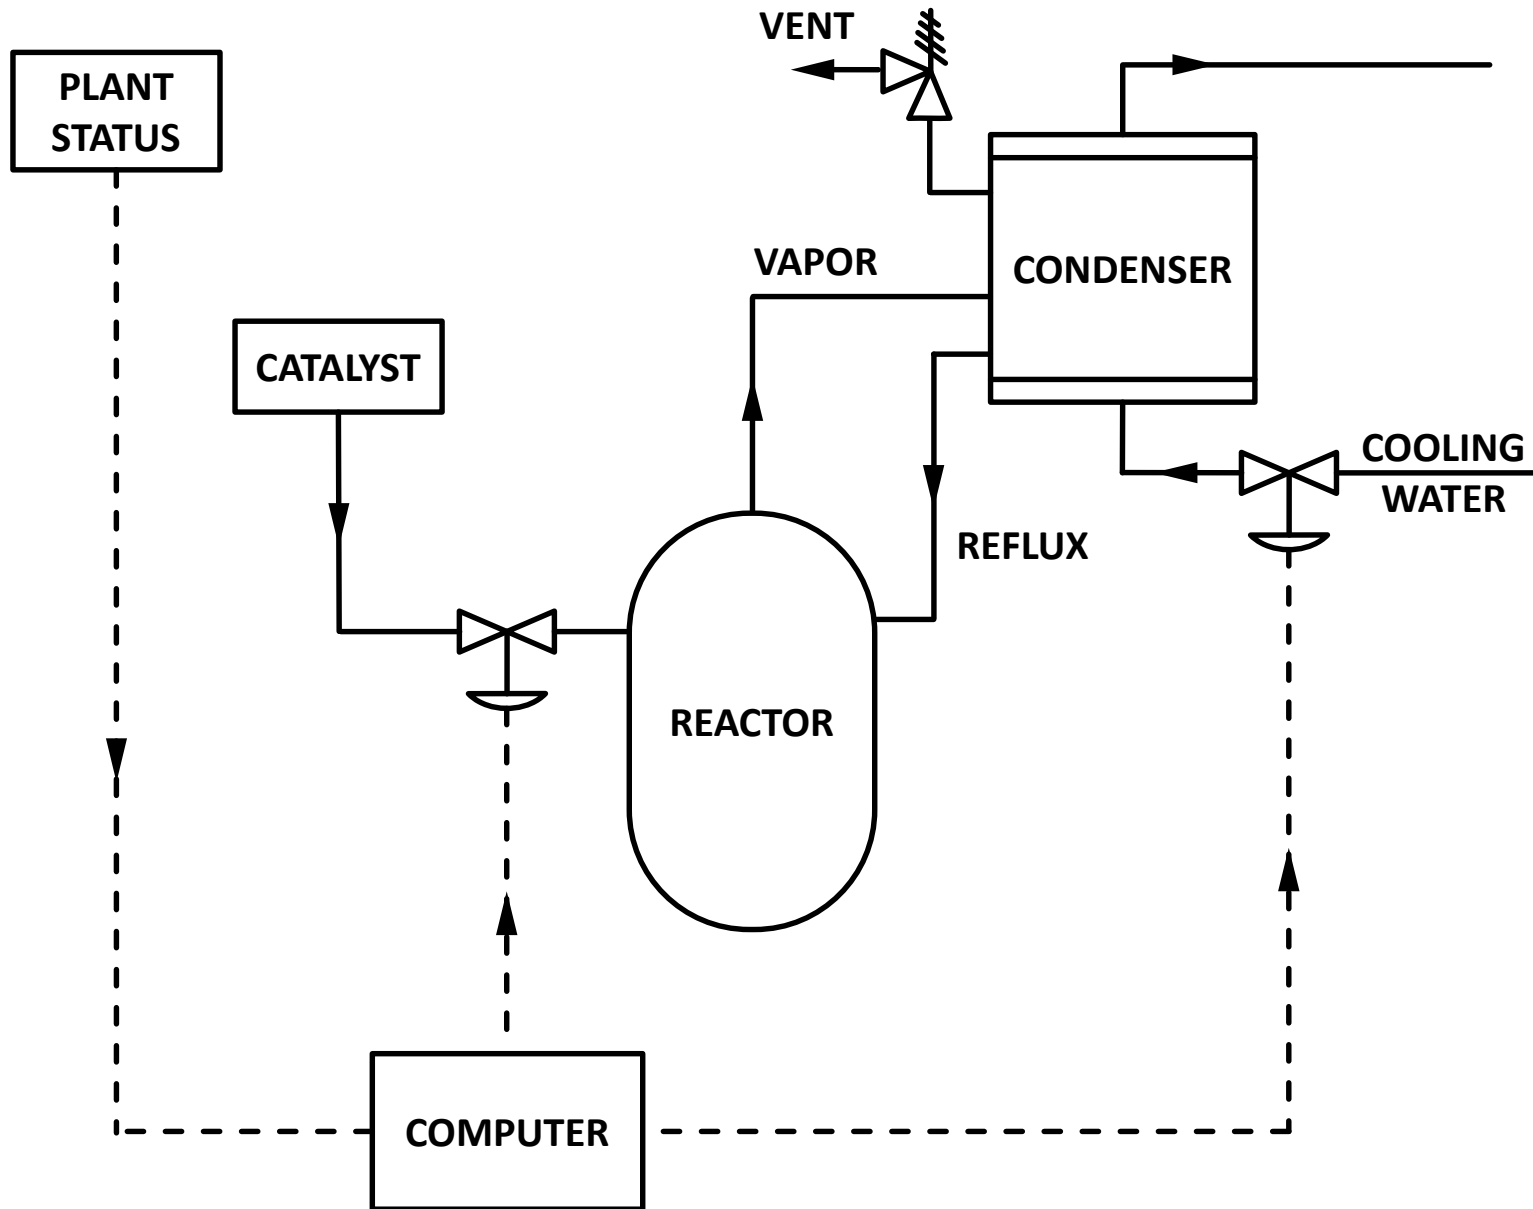 VENT
PLANT
STATUS
VAPOR
CONDENSER
CATALYST
COOLING
WATER
REFLUX
REACTOR
COMPUTER